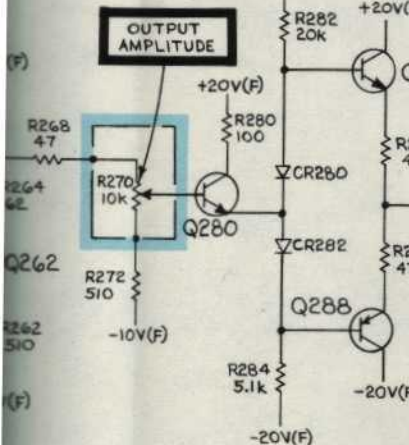 +20V(F)
R282
20k
OUTPUT
AMPLITUDE
(F)
+20V(F)
R268
47
R280
100
R264
62
R270
10k
CR280
Q280
CR282
Q262
R272
510
Q288
R262
510
-10V(F)
R284
5.1k
(F)
-20V(F)
-20V(F)